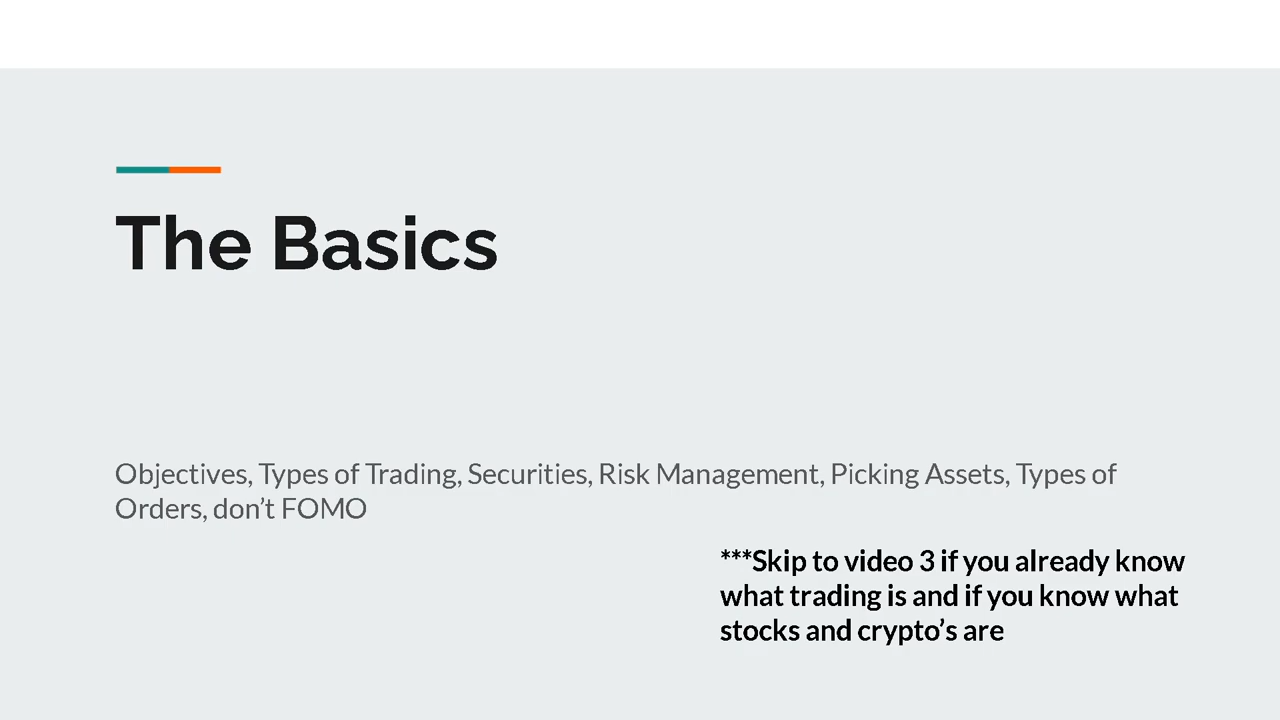 The Basics
Objectives, Types of Trading, Securities, Risk Management, Picking Assets, Types of
Orders, don’t FOMO
***Skip to video 3 if you already know
what trading is and if you know what
stocks and crypto’s are